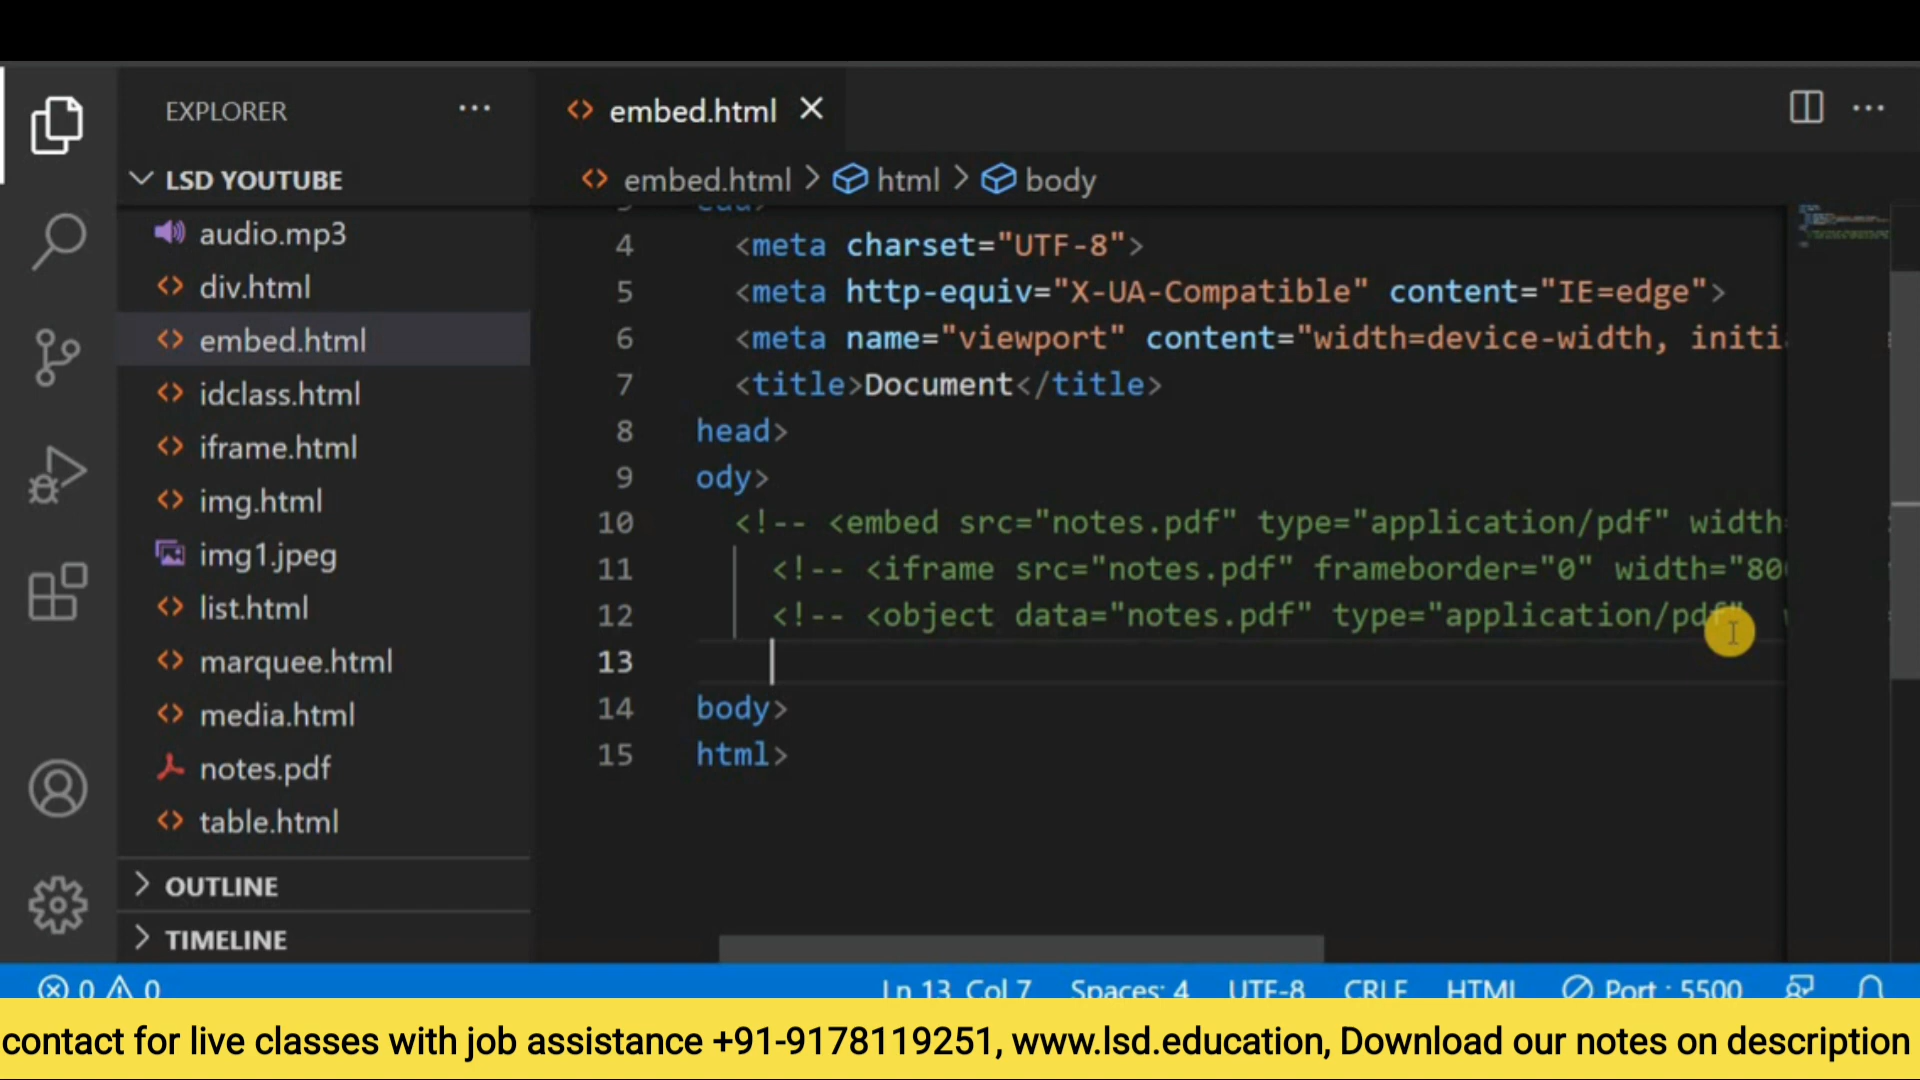 EXPLORER
LSD YOUTUBE
audio.mp3
div.html
embed.html
idclass.html
iframe.html
img.html
img1.jpeg
list.html
marquee.html
media.html
notes.pdf
table.html
OUTLINE
TIMELINE
embed.html
embed.html > html > body
4 <meta charset="UTF-8">
5 <meta http-equiv="X-UA-Compatible" content="IE=edge">
6 <meta name="viewport" content="width=device-width, initi
7 <title>Document</title>
8 head>
9 ody>
10 <!-- <embed src="notes.pdf" type="application/pdf" width=
11 <!-- <iframe src="notes.pdf" frameborder="0" width="80
12 <!-- <object data="notes.pdf" type="application/pdf"
13
14 body>
15 html>
0 0 Ln 13, Col 7 Spaces: 4 UTF-8 CRLF HTML Port : 5500
contact for live classes with job assistance +91-9178119251, www.lsd.education, Download our notes on description